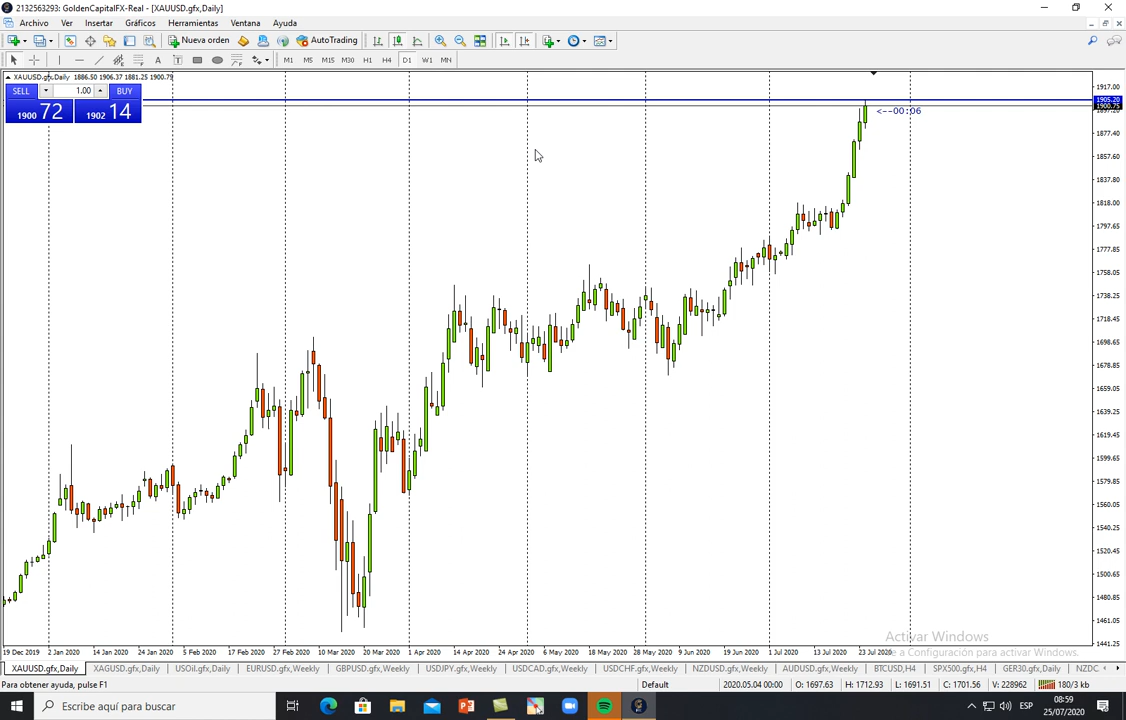 2132563293: GoldenCapitalFX-Real - [XAUUSD.gfx,Daily]
Archivo Ver Insertar Gráficos Herramientas Ventana Ayuda
Nueva orden AutoTrading
A T M1 M5 M15 M30 H1 H4 D1 W1 MN
XAUUSD.gfx,Daily 1886.50 1906.37 1881.25 1900.75
SELL 1.00 BUY
1900 72 1902 14
<--00:06
1917.00
1905.20
1900.75
1877.40
1857.60
1837.80
1818.00
1797.65
1777.85
1758.05
1738.25
1718.45
1698.65
1678.85
1659.05
1639.25
1619.45
1599.65
1579.85
1560.05
1540.25
1520.45
1500.65
1480.85
1461.05
1441.25
19 Dec 2019 2 Jan 2020 14 Jan 2020 24 Jan 2020 5 Feb 2020 17 Feb 2020 27 Feb 2020 10 Mar 2020 20 Mar 2020 1 Apr 2020 14 Apr 2020 24 Apr 2020 6 May 2020 18 May 2020 28 May 2020 9 Jun 2020 19 Jun 2020 1 Jul 2020 13 Jul 2020 23 Jul 2020
Activar Windows
a Configuración para activar Windows.
XAUUSD.gfx,Daily XAGUSD.gfx,Daily USOil.gfx,Daily EURUSD.gfx,Weekly GBPUSD.gfx,Weekly USDJPY.gfx,Weekly USDCAD.gfx,Weekly USDCHF.gfx,Weekly NZDUSD.gfx,Weekly AUDUSD.gfx,Weekly BTCUSD,H4 SPX500.gfx,H4 GER30.gfx,Daily NZDC
Para obtener ayuda, pulse F1 Default 2020.05.04 00:00 O: 1697.63 H: 1712.93 L: 1691.51 C: 1701.56 V: 228962 180/3 kb
Escribe aquí para buscar ESP 08:59
25/07/2020